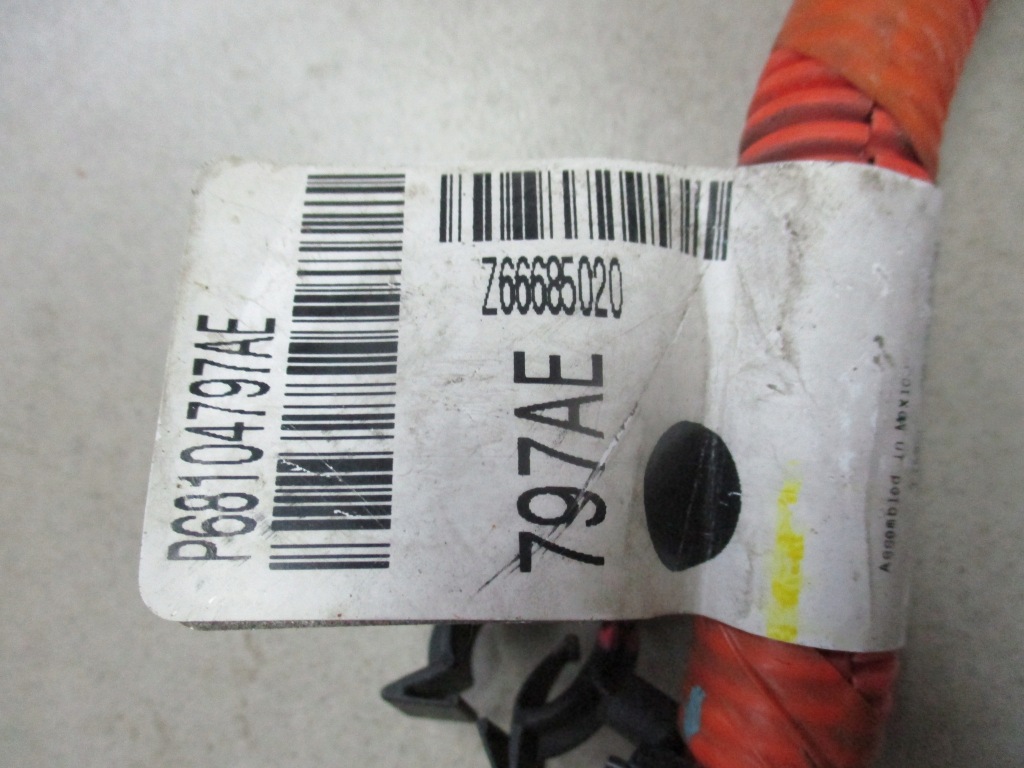 P68104797AE
Z66685020
797AE
Assembled in Mexico